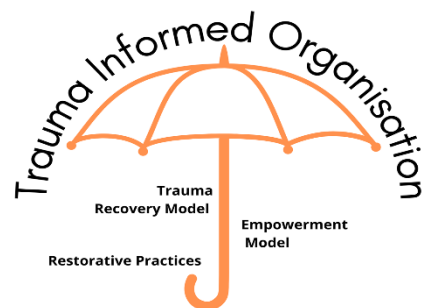 Trauma Informed Organisation
Trauma
Recovery Model
Empowerment
Model
Restorative Practices